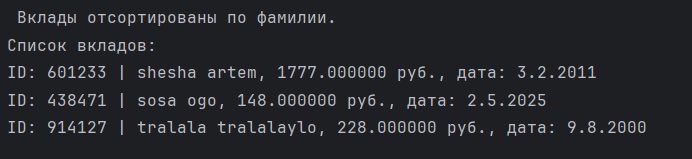 Вклады отсортированы по фамилии.
Список вкладов:
ID: 601233 | shesha artem, 1777.000000 руб., дата: 3.2.2011
ID: 438471 | sosa ogo, 148.000000 руб., дата: 2.5.2025
ID: 914127 | tralala tralalaylo, 228.000000 руб., дата: 9.8.2000